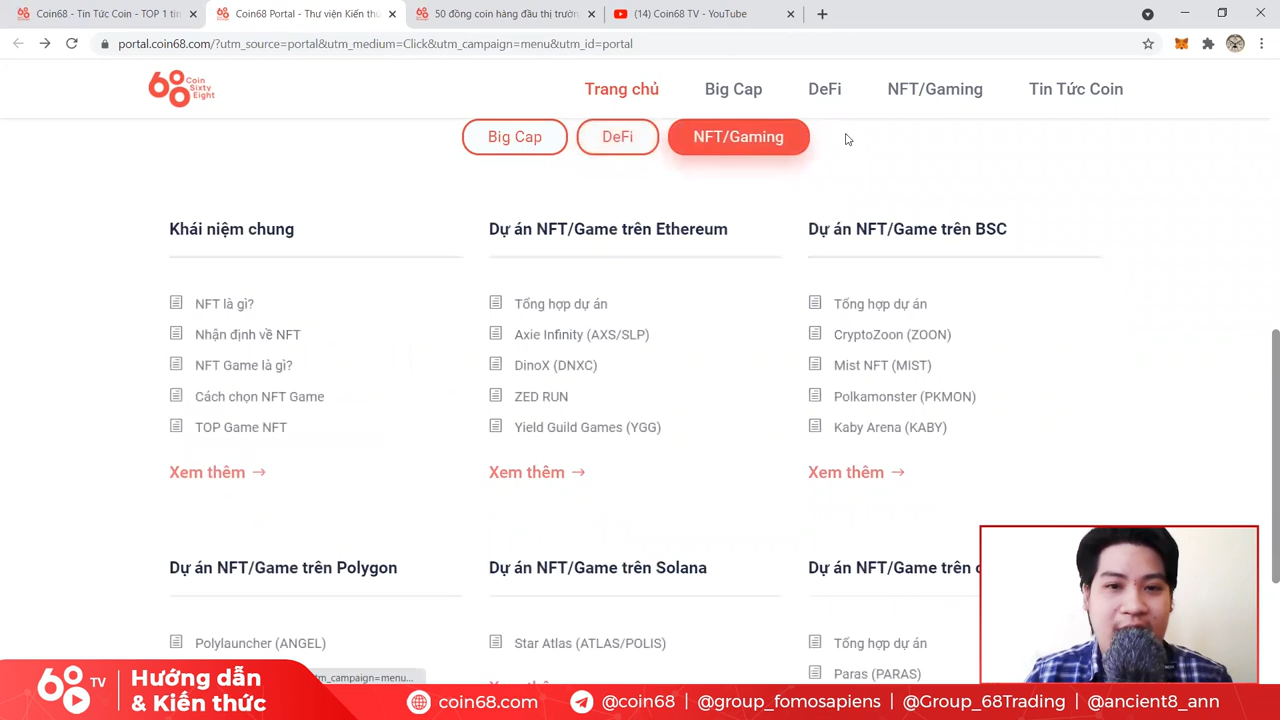 Coin68 - Tin Tức Coin - TOP 1 tin
Coin68 Portal - Thư viện Kiến thứ
50 đồng coin hàng đầu thị trườn
(14) Coin68 TV - YouTube
portal.coin68.com/?utm_source=portal&utm_medium=Click&utm_campaign=menu&utm_id=portal
68 Coin Sixty Eight
Trang chủ
Big Cap
DeFi
NFT/Gaming
Tin Tức Coin
Big Cap
DeFi
NFT/Gaming
Khái niệm chung
NFT là gì?
Nhận định về NFT
NFT Game là gì?
Cách chọn NFT Game
TOP Game NFT
Xem thêm →
Dự án NFT/Game trên Ethereum
Tổng hợp dự án
Axie Infinity (AXS/SLP)
DinoX (DNXC)
ZED RUN
Yield Guild Games (YGG)
Xem thêm →
Dự án NFT/Game trên BSC
Tổng hợp dự án
CryptoZoon (ZOON)
Mist NFT (MIST)
Polkamonster (PKMON)
Kaby Arena (KABY)
Xem thêm →
Dự án NFT/Game trên Polygon
Polylauncher (ANGEL)
Dự án NFT/Game trên Solana
Star Atlas (ATLAS/POLIS)
Dự án NFT/Game trên
Tổng hợp dự án
Paras (PARAS)
tm_campaign=menu...
68 TV
Hướng dẫn
& Kiến thức
coin68.com
@coin68 | @group_fomosapiens | @Group_68Trading | @ancient8_ann